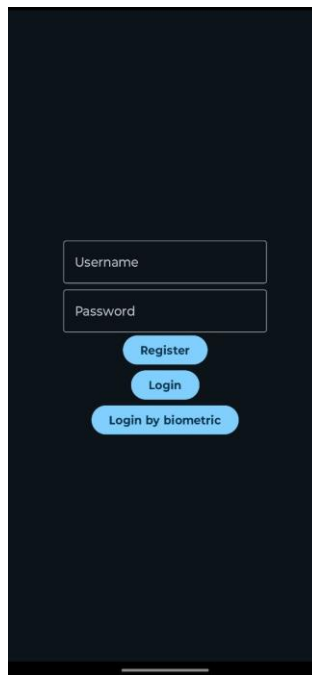 Username
Password
Register
Login
Login by biometric